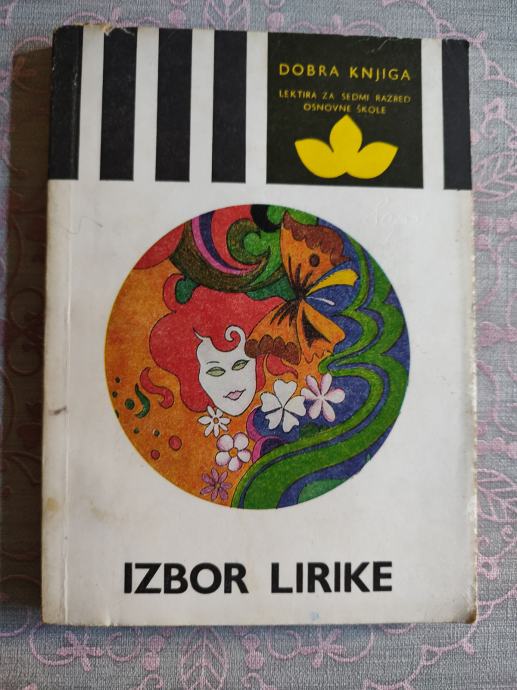 DOBRA KNJIGA
LEKTIRA ZA SEDMI RAZRED
OSNOVNE ŠKOLE
IZBOR LIRIKE